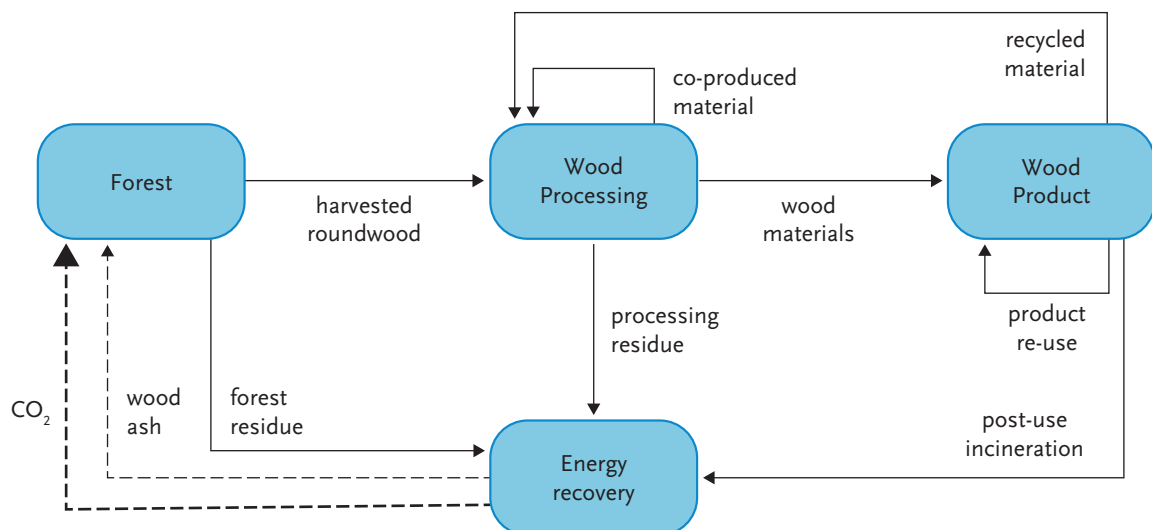 recycled
material
co-produced
material
Forest
Wood
Processing
Wood
Product
harvested
roundwood
wood
materials
processing
residue
product
re-use
CO₂
wood
ash
forest
residue
post-use
incineration
Energy
recovery